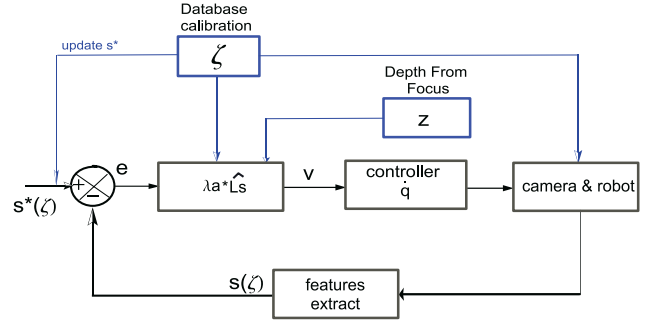 Database
calibration
update s*
ζ
Depth From
Focus
z
e
+
−
λa*L̂s
v
controller
q̇
camera & robot
s*(ζ)
s(ζ)
features
extract